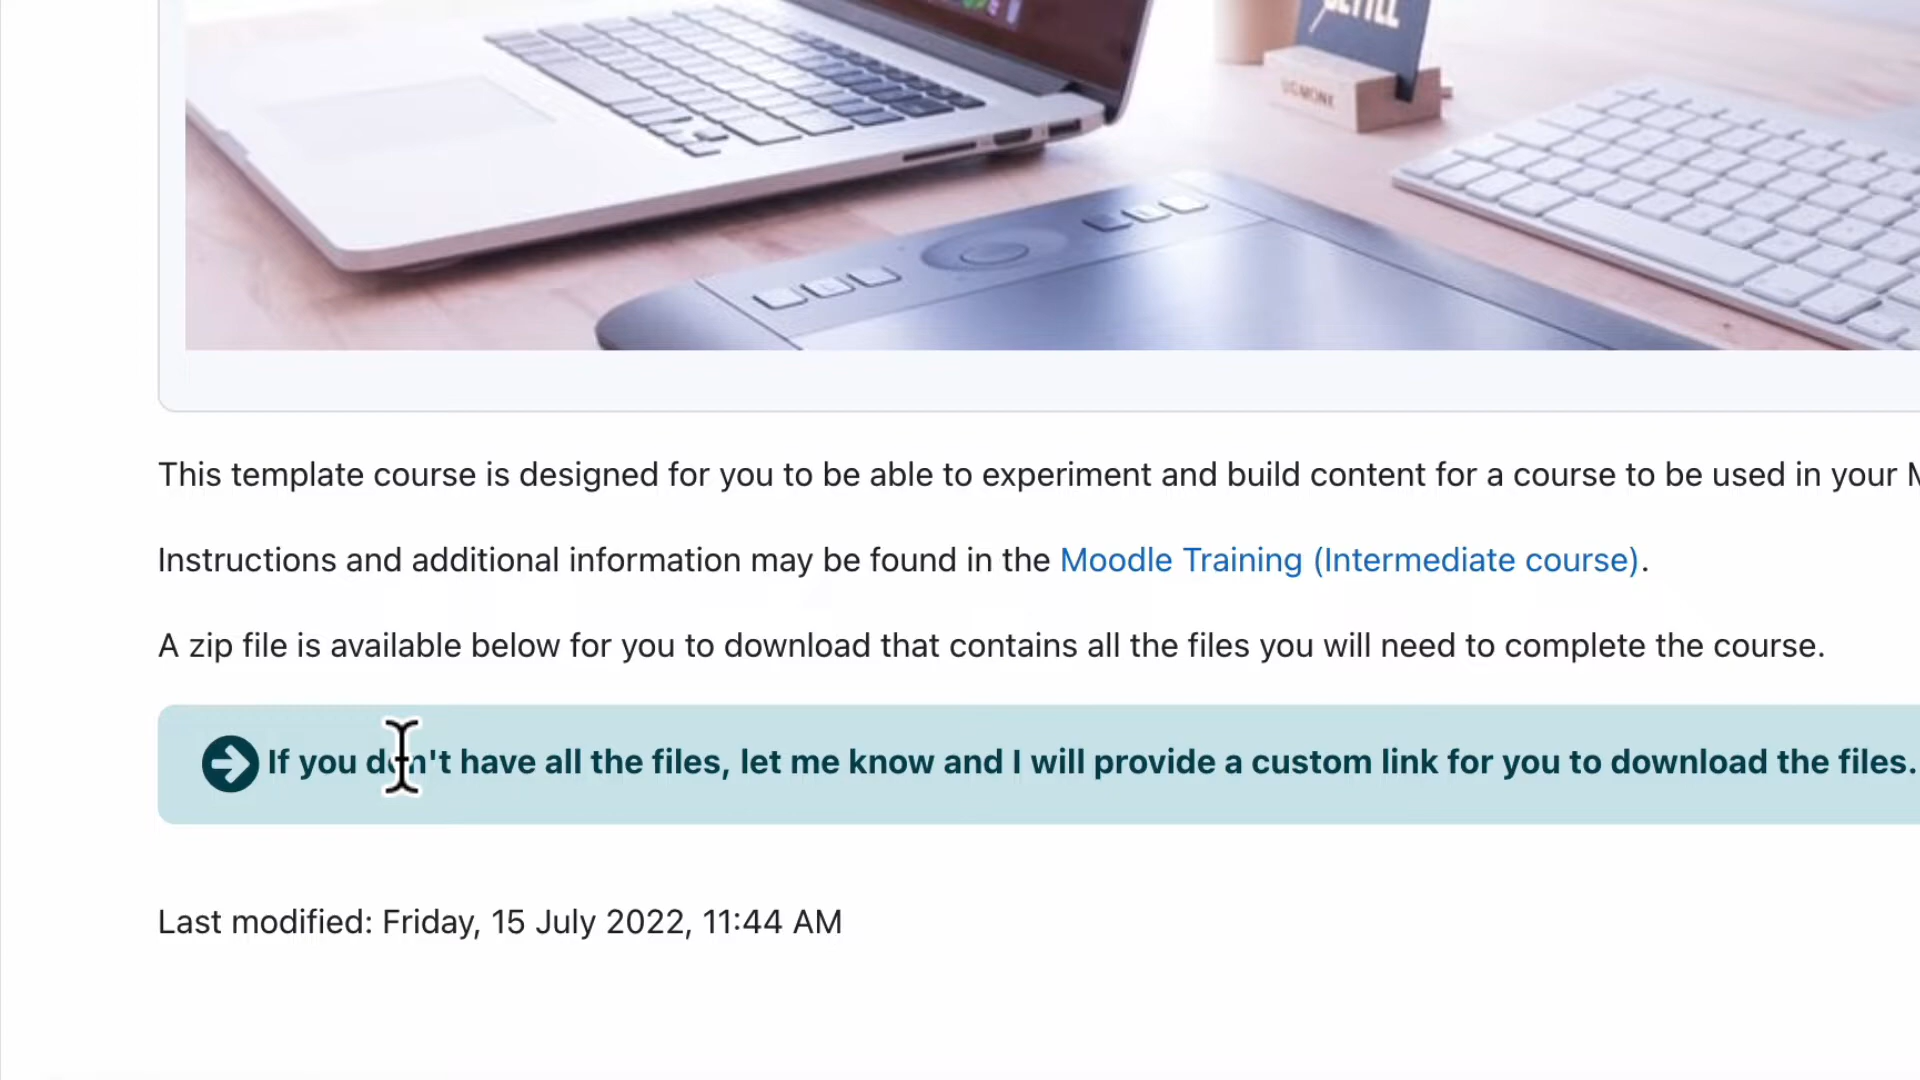 UGMONK
This template course is designed for you to be able to experiment and build content for a course to be used in your M
Instructions and additional information may be found in the Moodle Training (Intermediate course).
A zip file is available below for you to download that contains all the files you will need to complete the course.
If you don't have all the files, let me know and I will provide a custom link for you to download the files.
Last modified: Friday, 15 July 2022, 11:44 AM